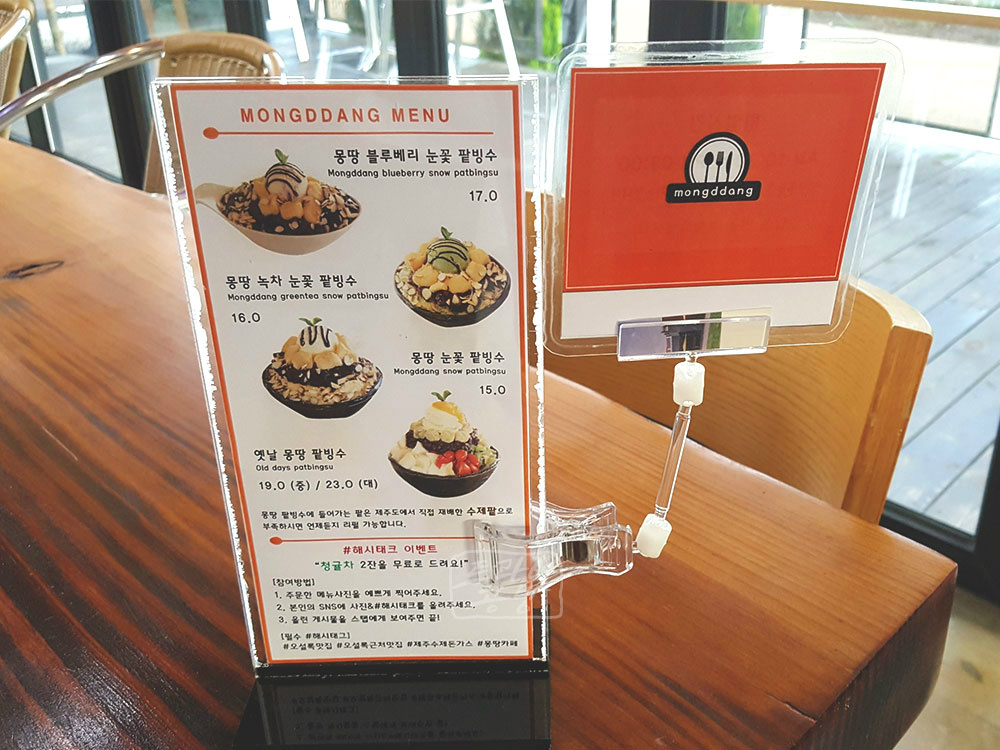 MONGDDANG MENU
몽땅 블루베리 눈꽃 팥빙수
Mongddang blueberry snow patbingsu
17.0
몽땅 녹차 눈꽃 팥빙수
Mongddang greentea snow patbingsu
16.0
몽땅 눈꽃 팥빙수
Mongddang snow patbingsu
15.0
옛날 몽땅 팥빙수
Old days patbingsu
19.0 (중) / 23.0 (대)
몽땅 팥빙수에 들어가는 팥은 제주도에서 직접 재배한 수제팥으로
부족하시면 언제든지 리필 가능합니다.
#해시태크 이벤트
"청귤차 2잔을 무료로 드려요!"
[참여방법]
1. 주문한 메뉴사진을 예쁘게 찍어주세요.
2. 본인의 SNS에 사진&#해시태크를 올려주세요.
3. 올린 게시물을 스탭에게 보여주면 끝!
[필수 #해시태그]
#오설록맛집 #오설록근처맛집 #제주수제돈가스 #몽땅카페
mongddang